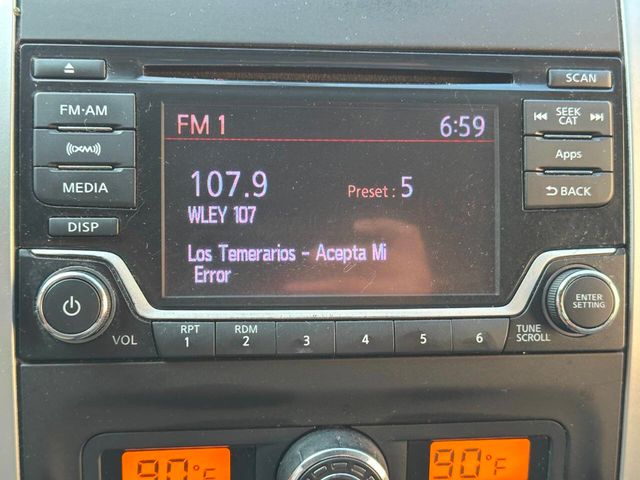 SCAN
FM·AM
SEEK
CAT
((XM))
Apps
MEDIA
BACK
DISP
FM 1 6:59
107.9 Preset : 5
WLEY 107
Los Temerarios - Acepta Mi
Error
ENTER
SETTING
VOL
RPT
1
RDM
2
3
4
5
6
TUNE
SCROLL
90°F
90°F